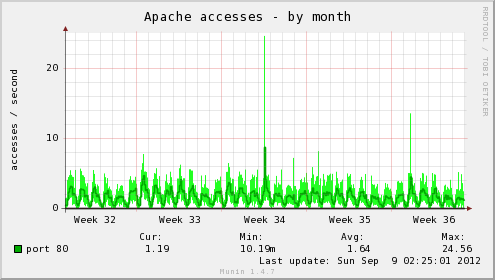 Apache accesses - by month
RRDTOOL / TOBI OETIKER
accesses / second
20
10
0
Week 32 Week 33 Week 34 Week 35 Week 36
Cur: Min: Avg: Max:
port 80 1.19 10.19m 1.64 24.56
Last update: Sun Sep 9 02:25:01 2012
Munin 1.4.7